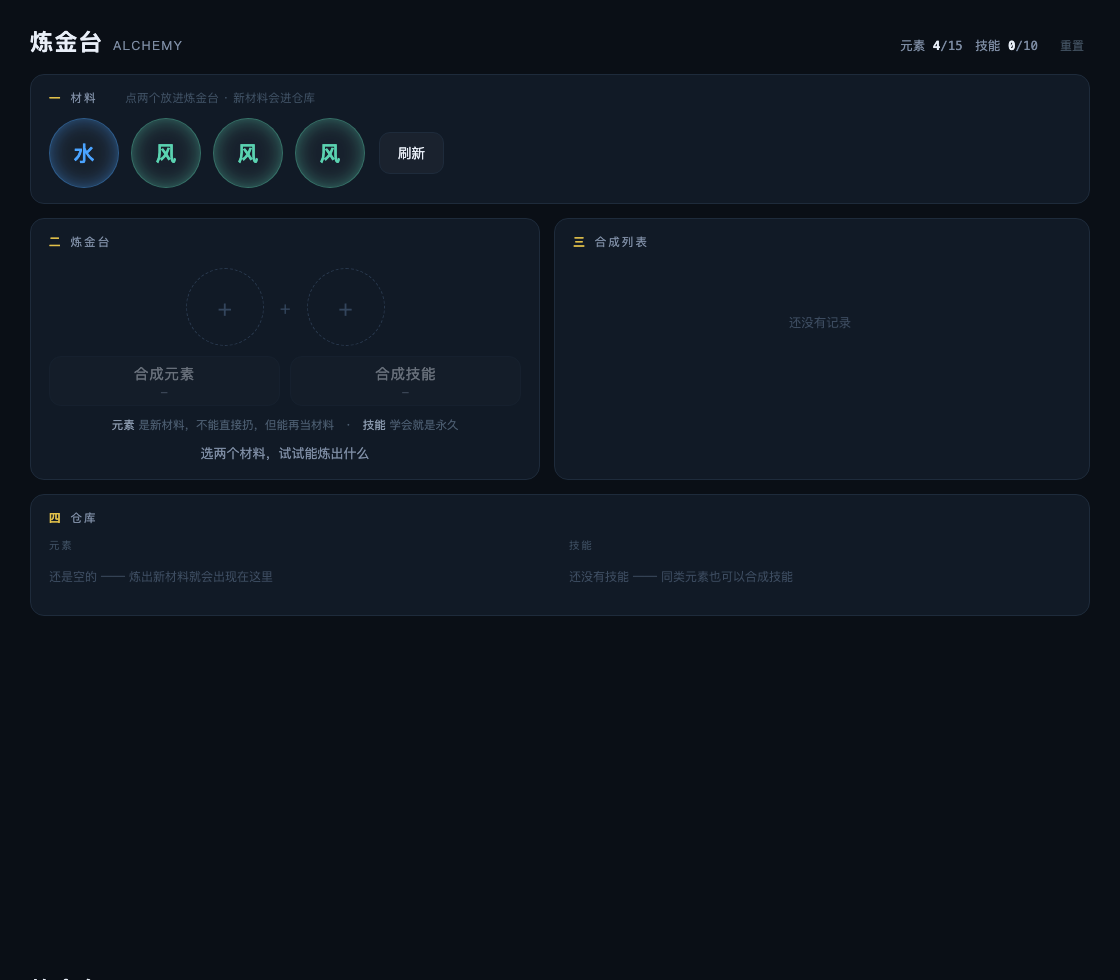 炼金台 ALCHEMY
元素 4/15 技能 0/10 重置
一 材料 点两个放进炼金台 · 新材料会进仓库
水 风 风 风 刷新
二 炼金台
+ + +
合成元素
–
合成技能
–
元素 是新材料，不能直接扔，但能再当材料 · 技能 学会就是永久
选两个材料，试试能炼出什么
三 合成列表
还没有记录
四 仓库
元素
还是空的 —— 炼出新材料就会出现在这里
技能
还没有技能 —— 同类元素也可以合成技能